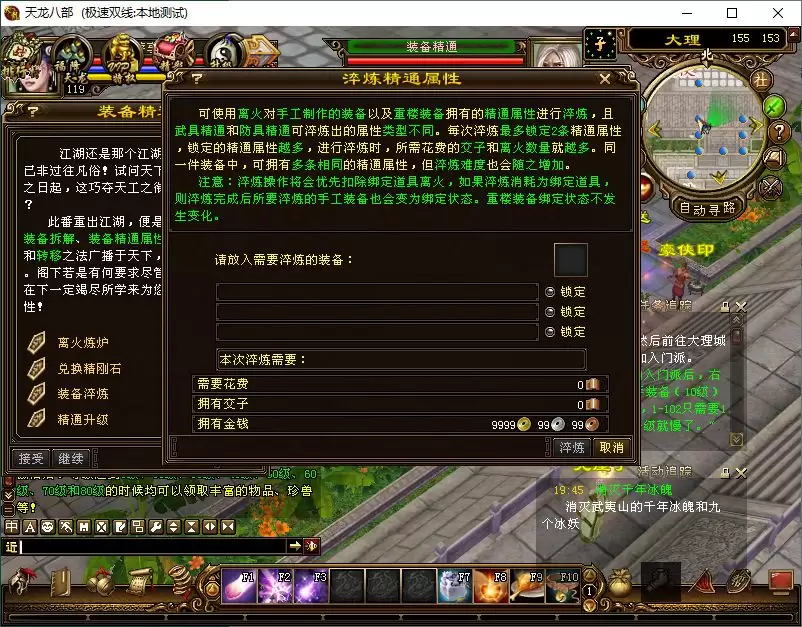 天龙八部 (极速双线:本地测试)
装备精通
大理 155 153
北
119
淬炼精通属性
可使用离火对手工制作的装备以及重楼装备拥有的精通属性进行淬炼，且
武具精通和防具精通可淬炼出的属性类型不同。每次淬炼最多锁定2条精通属性
，锁定的精通属性越多，进行淬炼时，所需花费的交子和离火数量就越多。同
一件装备中，可拥有多条相同的精通属性，但淬炼难度也会随之增加。
注意：淬炼操作将会优先扣除绑定道具离火，如果淬炼消耗为绑定道具，
则淬炼完成后所要淬炼的手工装备也会变为绑定状态。重楼装备绑定状态不发
生变化。
请放入需要淬炼的装备：
锁定
锁定
锁定
本次淬炼需要：
需要花费 0
拥有交子 0
拥有金钱 9999 99 99
淬炼 取消
装备精
江湖还是那个江湖
已非过往凡俗！试问天下
之日起，这巧夺天工之术
？
此番重出江湖，便是
装备拆解、装备精通属性
和转移之法广播于天下，
。阁下若是有何要求尽管
在下一定竭尽所学来为您
性！
离火炼炉
兑换精刚石
装备淬炼
精通升级
接受 继续
自动寻路
豪侠印
任务追踪
然后前往大理城
加入门派。
入门派后，右
装备（10级）
，1-102只需要1
级就慢了。"
活动追踪
19:45 消灭千年冰魄
消灭武夷山的千年冰魄和九
个冰妖
0级、60
级、70级和80级的时候均可以领取丰富的物品、珍兽
等！
近
F1 F2 F3 F7 F8 F9 F10
1